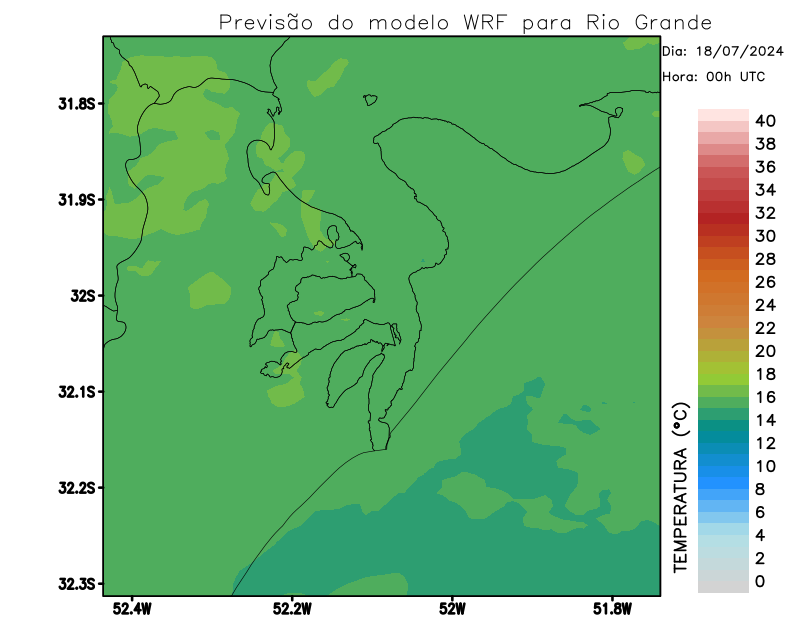 Previsão do modelo WRF para Rio Grande
Dia: 18/07/2024
Hora: 00h UTC
31.8S
31.9S
32S
32.1S
32.2S
32.3S
52.4W
52.2W
52W
51.8W
TEMPERATURA (°C)
40
38
36
34
32
30
28
26
24
22
20
18
16
14
12
10
8
6
4
2
0